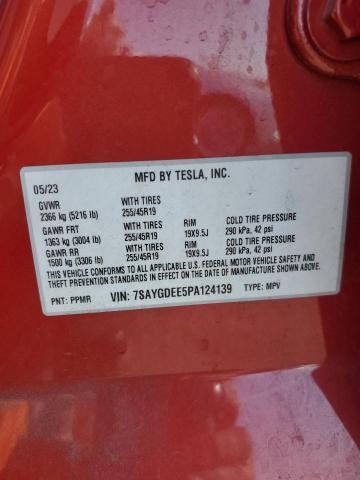 MFD BY TESLA, INC.
05/23
GVWR WITH TIRES
2366 kg (5216 lb) 255/45R19
GAWR FRT WITH TIRES RIM COLD TIRE PRESSURE
1363 kg (3004 lb) 255/45R19 19X9.5J 290 kPa, 42 psi
GAWR RR WITH TIRES RIM COLD TIRE PRESSURE
1500 kg (3306 lb) 255/45R19 19X9.5J 290 kPa, 42 psi
THIS VEHICLE CONFORMS TO ALL APPLICABLE U.S. FEDERAL MOTOR VEHICLE SAFETY AND
THEFT PREVENTION STANDARDS IN EFFECT ON THE DATE OF MANUFACTURE SHOWN ABOVE.
PNT: PPMR VIN: 7SAYGDEE5PA124139 TYPE: MPV